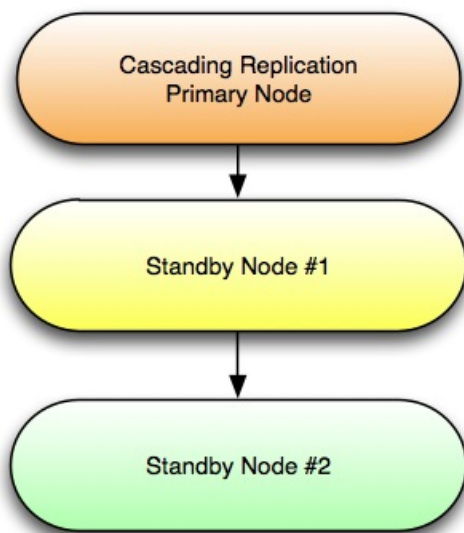 Cascading Replication
Primary Node
Standby Node #1
Standby Node #2